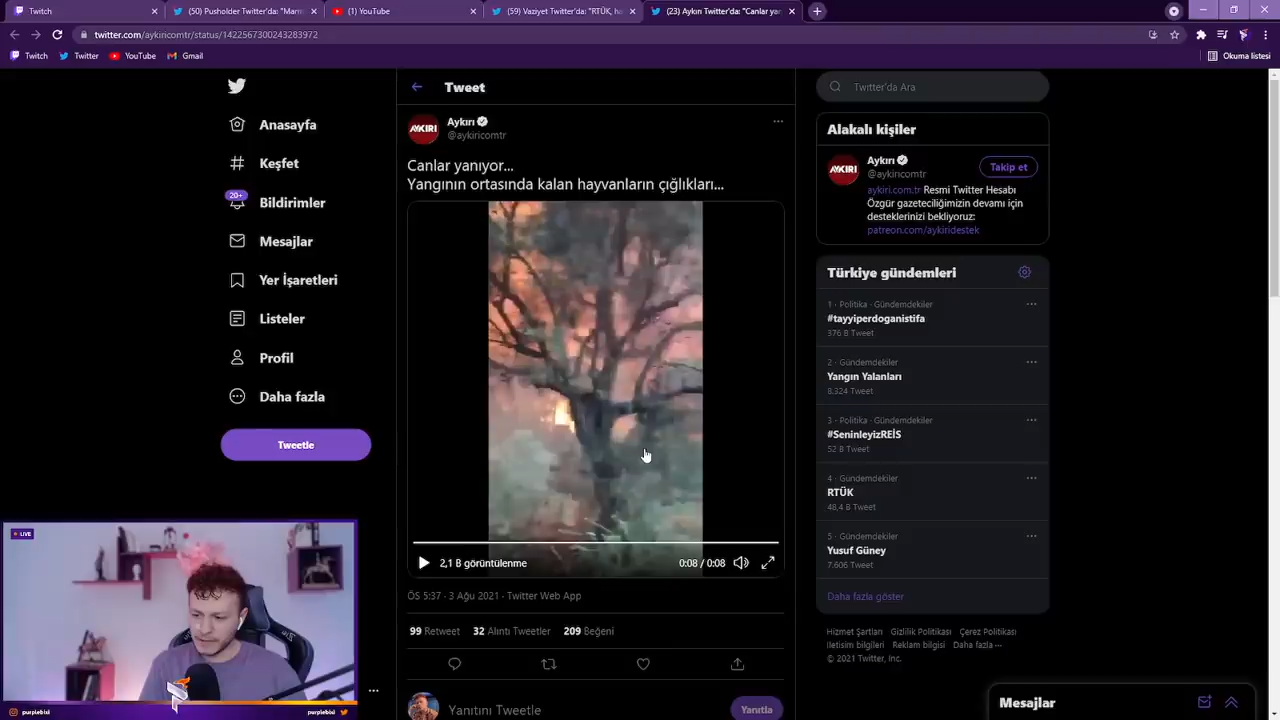 Twitch
(50) Pusholder Twitter'da: "Mar
(1) YouTube
(59) Vaziyet Twitter'da: "RTÜK, ha
(23) Aykırı Twitter'da: "Canlar yar
twitter.com/aykiricomtr/status/1422567300243283972
Twitch
Twitter
YouTube
Gmail
Okuma listesi
Anasayfa
Keşfet
20+
Bildirimler
Mesajlar
Yer İşaretleri
Listeler
Profil
Daha fazla
Tweetle
LIVE
purplebixi
purplebixi
Tweet
AYKIRI
Aykırı
@aykiricomtr
Canlar yanıyor...
Yangının ortasında kalan hayvanların çığlıkları...
2,1 B görüntülenme
0:08 / 0:08
ÖS 5:37 · 3 Ağu 2021 · Twitter Web App
99 Retweet
32 Alıntı Tweetler
209 Beğeni
Yanıtını Tweetle
Yanıtla
Twitter'da Ara
Alakalı kişiler
AYKIRI
Aykırı
@aykiricomtr
Takip et
aykiri.com.tr Resmi Twitter Hesabı
Özgür gazeteciliğimizin devamı için
desteklerinizi bekliyoruz:
patreon.com/aykiridestek
Türkiye gündemleri
1 · Politika · Gündemdekiler
#tayyiperdoganistifa
376 B Tweet
2 · Gündemdekiler
Yangın Yalanları
8.324 Tweet
3 · Politika · Gündemdekiler
#SeninleyizREİS
52 B Tweet
4 · Gündemdekiler
RTÜK
48,4 B Tweet
5 · Gündemdekiler
Yusuf Güney
7.606 Tweet
Daha fazla göster
Hizmet Şartları
Gizlilik Politikası
Çerez Politikası
İletisim bilgileri
Reklam bilgisi
Daha fazla ···
© 2021 Twitter, Inc.
Mesajlar